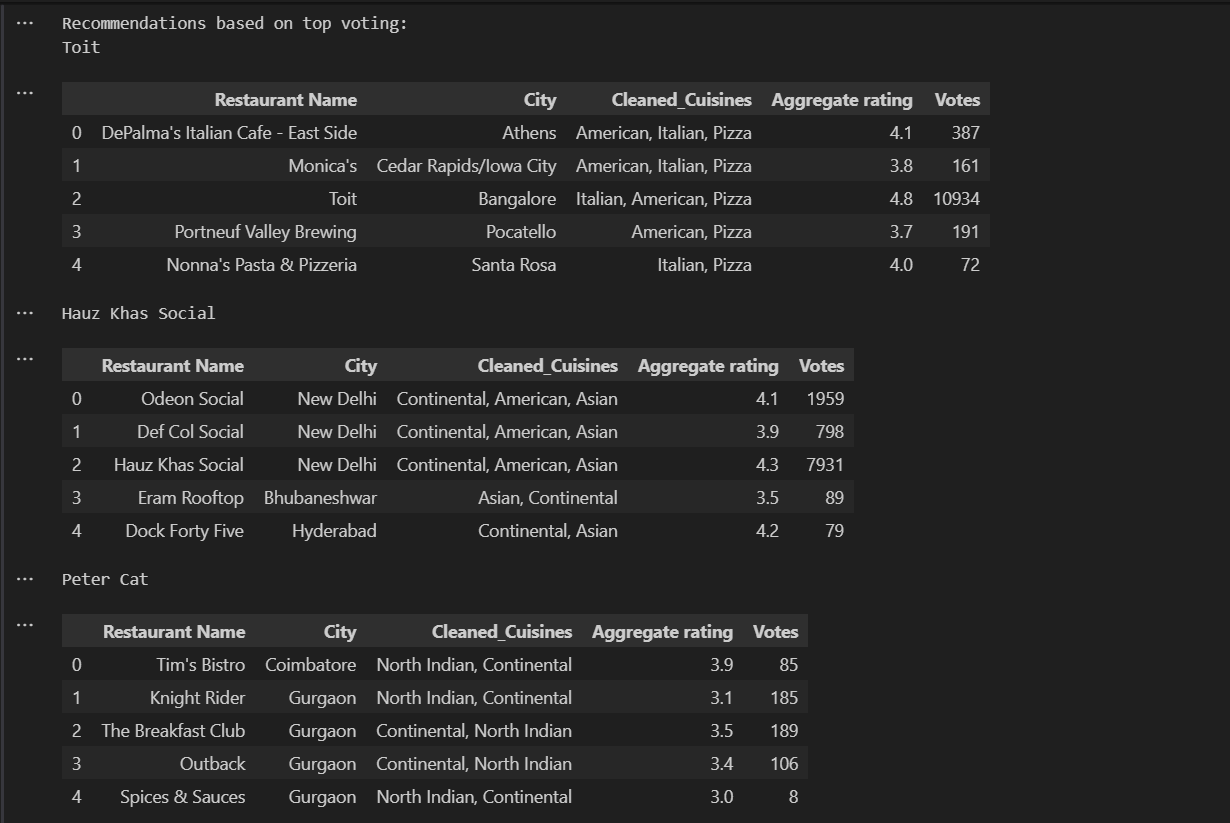 ... Recommendations based on top voting:
Toit
...
Restaurant Name City Cleaned_Cuisines Aggregate rating Votes
0 DePalma's Italian Cafe - East Side Athens American, Italian, Pizza 4.1 387
1 Monica's Cedar Rapids/Iowa City American, Italian, Pizza 3.8 161
2 Toit Bangalore Italian, American, Pizza 4.8 10934
3 Portneuf Valley Brewing Pocatello American, Pizza 3.7 191
4 Nonna's Pasta & Pizzeria Santa Rosa Italian, Pizza 4.0 72
... Hauz Khas Social
...
Restaurant Name City Cleaned_Cuisines Aggregate rating Votes
0 Odeon Social New Delhi Continental, American, Asian 4.1 1959
1 Def Col Social New Delhi Continental, American, Asian 3.9 798
2 Hauz Khas Social New Delhi Continental, American, Asian 4.3 7931
3 Eram Rooftop Bhubaneshwar Asian, Continental 3.5 89
4 Dock Forty Five Hyderabad Continental, Asian 4.2 79
... Peter Cat
...
Restaurant Name City Cleaned_Cuisines Aggregate rating Votes
0 Tim's Bistro Coimbatore North Indian, Continental 3.9 85
1 Knight Rider Gurgaon North Indian, Continental 3.1 185
2 The Breakfast Club Gurgaon Continental, North Indian 3.5 189
3 Outback Gurgaon Continental, North Indian 3.4 106
4 Spices & Sauces Gurgaon North Indian, Continental 3.0 8